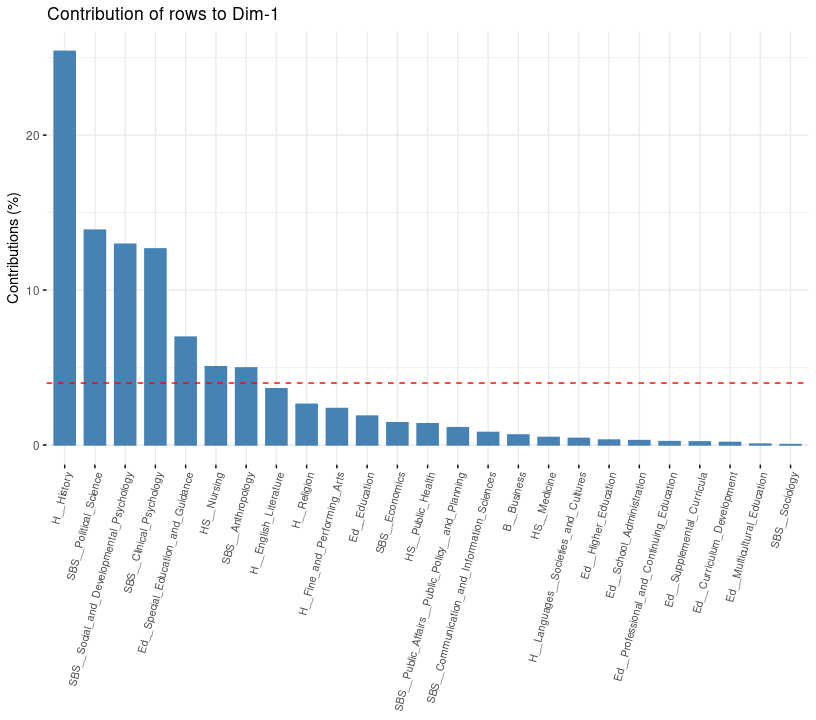 Contribution of rows to Dim-1
Contributions (%)
20
10
0
H__History
SBS__Political_Science
SBS__Social_and_Developmental_Psychology
SBS__Clinical_Psychology
Ed__Special_Education_and_Guidance
HS__Nursing
SBS__Anthropology
H__English_Literature
H__Religion
H__Fine_and_Performing_Arts
Ed__Education
SBS__Economics
HS__Public_Health
SBS__Public_Affairs__Public_Policy__and_Planning
SBS__Communication_and_Information_Sciences
B__Business
HS__Medicine
H__Languages__Societies_and_Cultures
Ed__Higher_Education
Ed__School_Administration
Ed__Professional_and_Continuing_Education
Ed__Supplemental_Curricula
Ed__Curriculum_Development
Ed__Multicultural_Education
SBS__Sociology